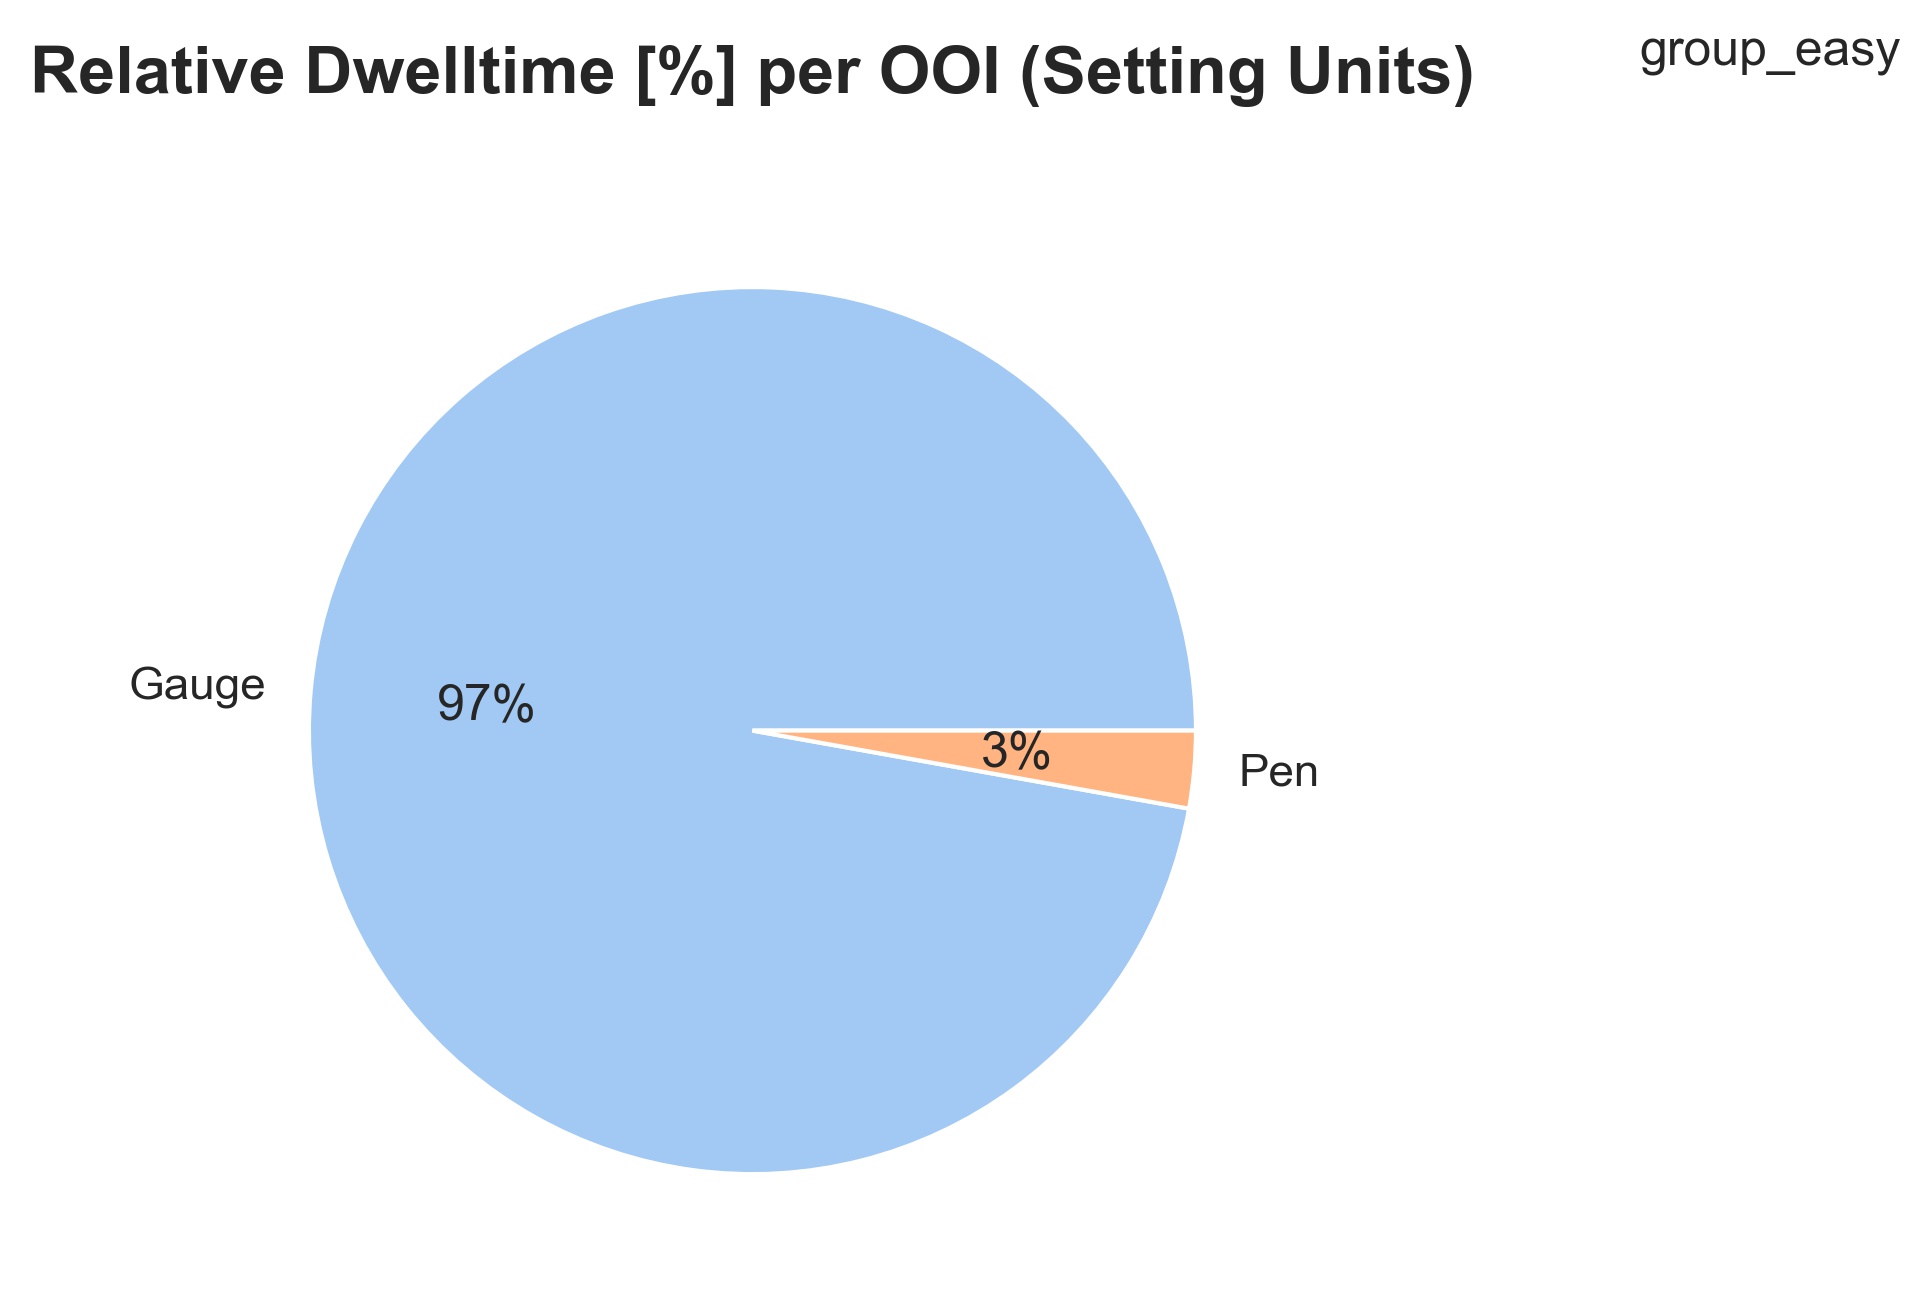 Relative Dwelltime [%] per OOI (Setting Units)
group_easy
Gauge
97%
3%
Pen